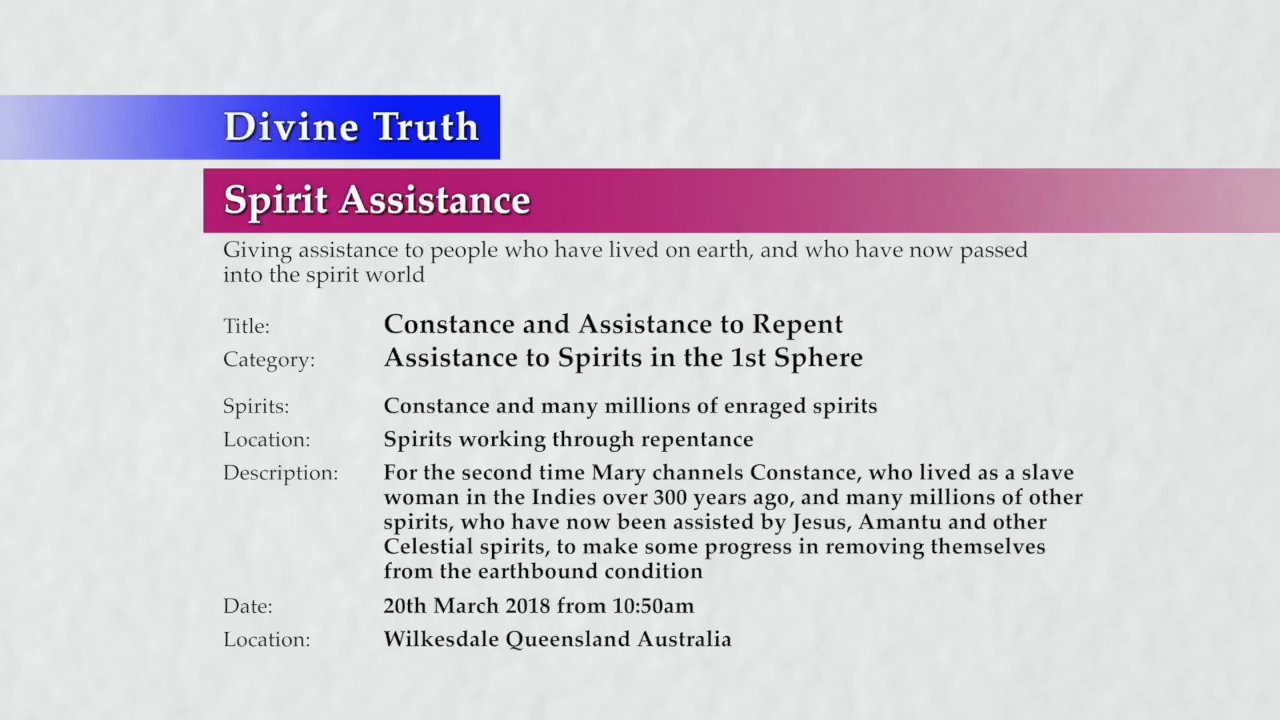 Divine Truth
Spirit Assistance
Giving assistance to people who have lived on earth, and who have now passed
into the spirit world
Title: Constance and Assistance to Repent
Category: Assistance to Spirits in the 1st Sphere
Spirits: Constance and many millions of enraged spirits
Location: Spirits working through repentance
Description: For the second time Mary channels Constance, who lived as a slave
woman in the Indies over 300 years ago, and many millions of other
spirits, who have now been assisted by Jesus, Amantu and other
Celestial spirits, to make some progress in removing themselves
from the earthbound condition
Date: 20th March 2018 from 10:50am
Location: Wilkesdale Queensland Australia